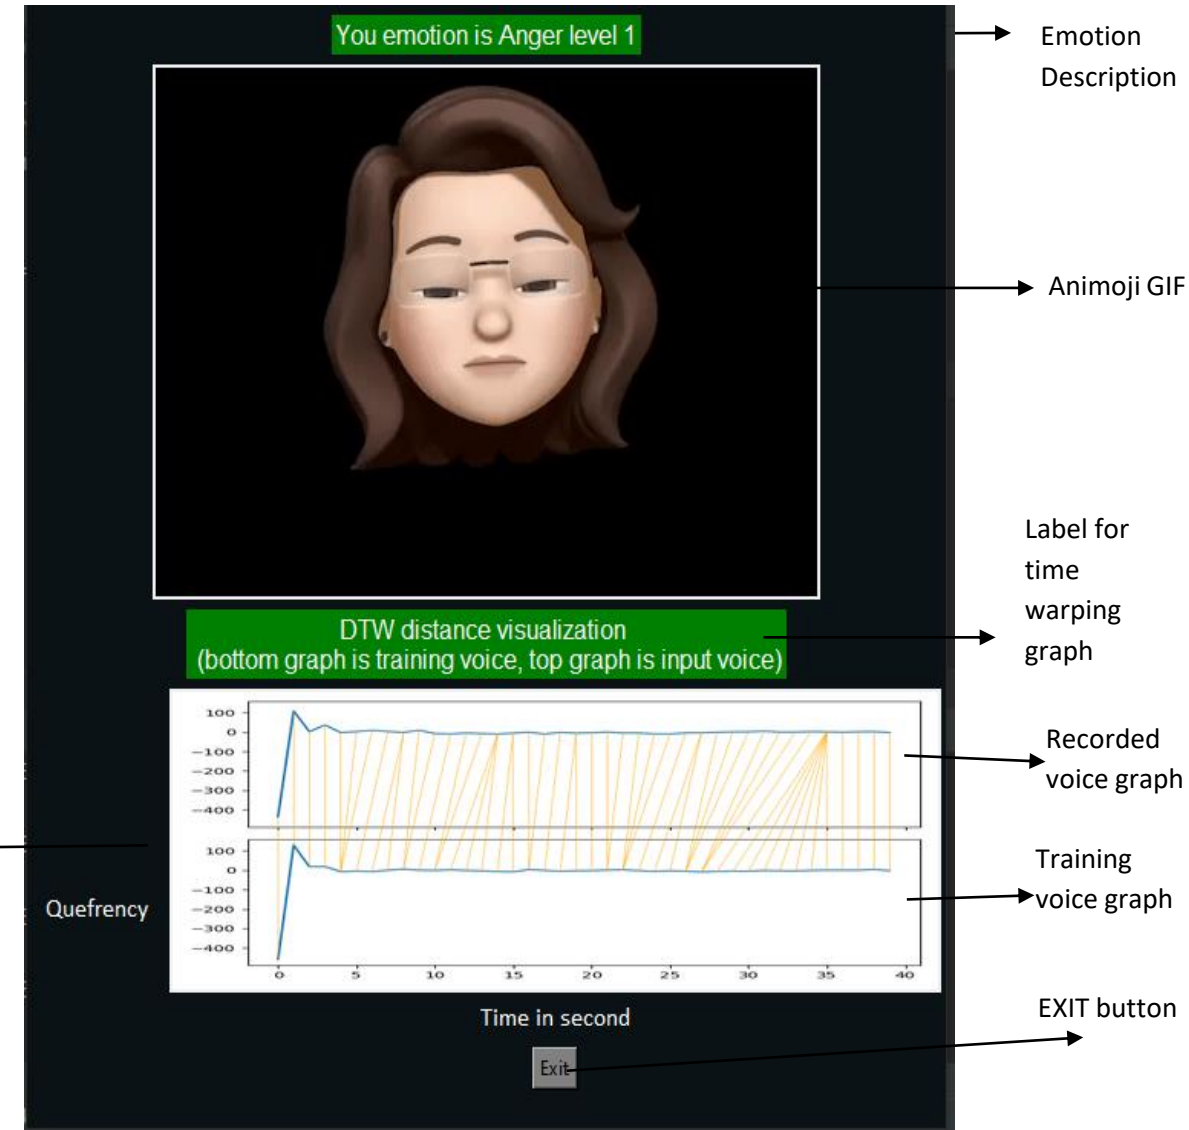 You emotion is Anger level 1
Emotion
Description
Animoji GIF
Label for
time
warping
graph
DTW distance visualization
(bottom graph is training voice, top graph is input voice)
100
0
−100
−200
−300
−400
Recorded
voice graph
100
0
−100
−200
−300
−400
Training
voice graph
Quefrency
0 5 10 15 20 25 30 35 40
Time in second
EXIT button
Exit